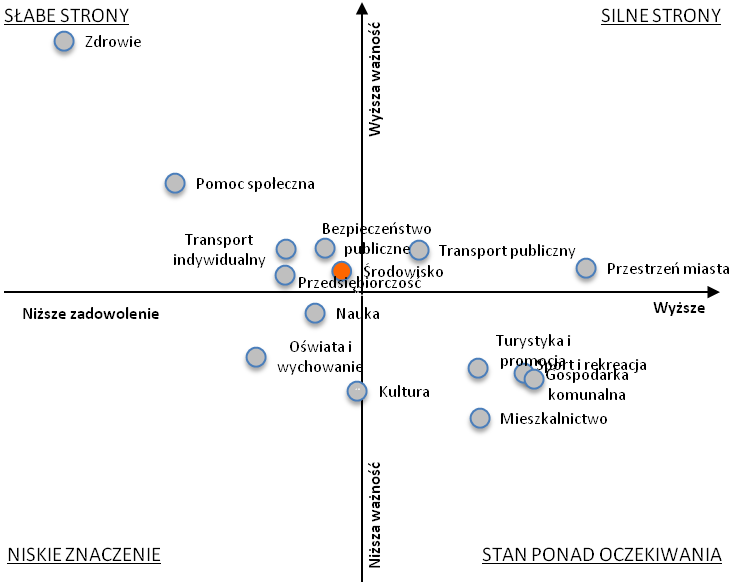 SŁABE STRONY
SILNE STRONY
Zdrowie
Wyższa ważność
Pomoc społeczna
Bezpieczeństwo
publiczne
Transport
indywidualny
Transport publiczny
Środowisko
Przestrzeń miasta
Przedsiębiorczość
Niższe zadowolenie
Wyższe
Nauka
Oświata i
wychowanie
Turystyka i
promocja
Sport i rekreacja
Gospodarka
komunalna
Kultura
Mieszkalnictwo
Niższa ważność
NISKIE ZNACZENIE
STAN PONAD OCZEKIWANIA